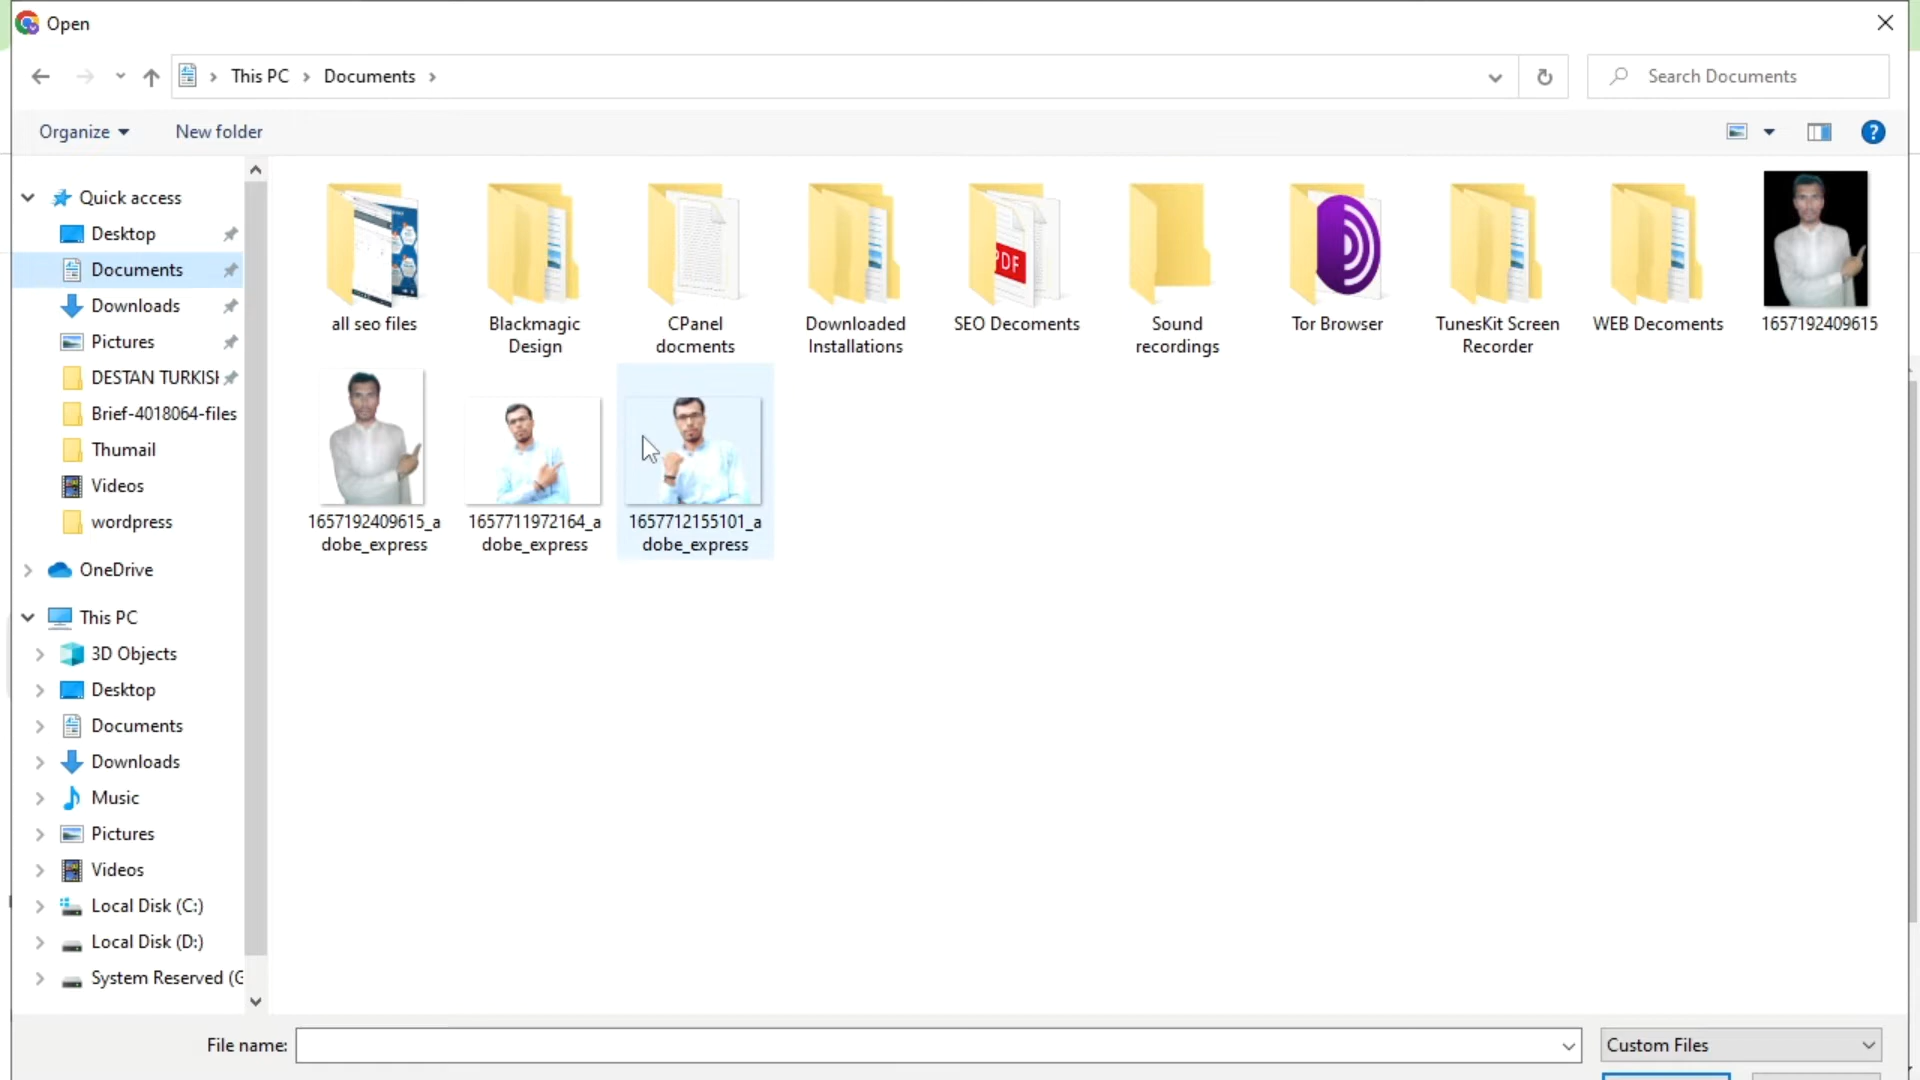 Open
This PC
Documents
Search Documents
Organize
New folder
?
Quick access
Desktop
Documents
Downloads
Pictures
DESTAN TURKISH
Brief-4018064-files
Thumail
Videos
wordpress
OneDrive
This PC
3D Objects
Desktop
Documents
Downloads
Music
Pictures
Videos
Local Disk (C:)
Local Disk (D:)
System Reserved (G
all seo files
Blackmagic
Design
CPanel
docments
Downloaded
Installations
PDF
SEO Decoments
Sound
recordings
Tor Browser
TunesKit Screen
Recorder
WEB Decoments
1657192409615
1657192409615_a
dobe_express
1657711972164_a
dobe_express
1657712155101_a
dobe_express
File name:
Custom Files